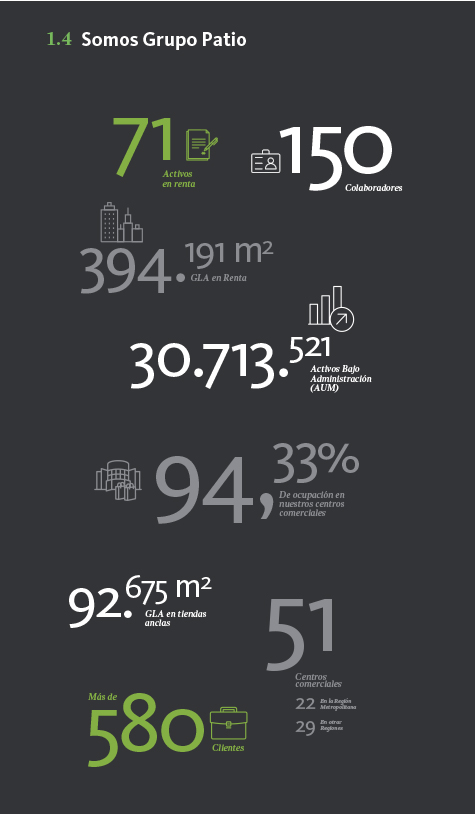 1.4 Somos Grupo Patio
71
Activos
en renta
150
Colaboradores
394.191 m²
GLA en Renta
30.713.521
Activos Bajo
Administración
(AUM)
94,33%
De ocupación en
nuestros centros
comerciales
92.675 m²
GLA en tiendas
anclas
51
Centros
comerciales
22 En la Región
Metropolitana
29 En otras
Regiones
Más de
580
Clientes